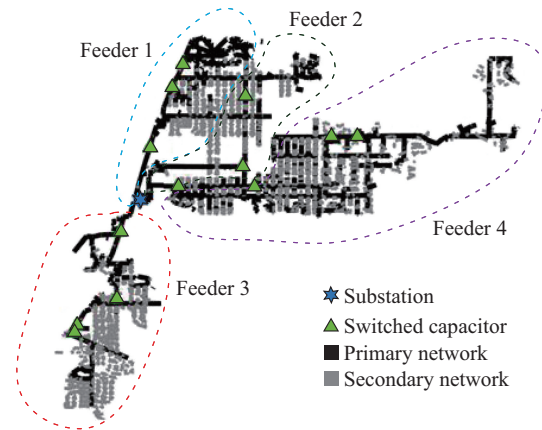 Feeder 1
Feeder 2
Feeder 4
Feeder 3
Substation
Switched capacitor
Primary network
Secondary network